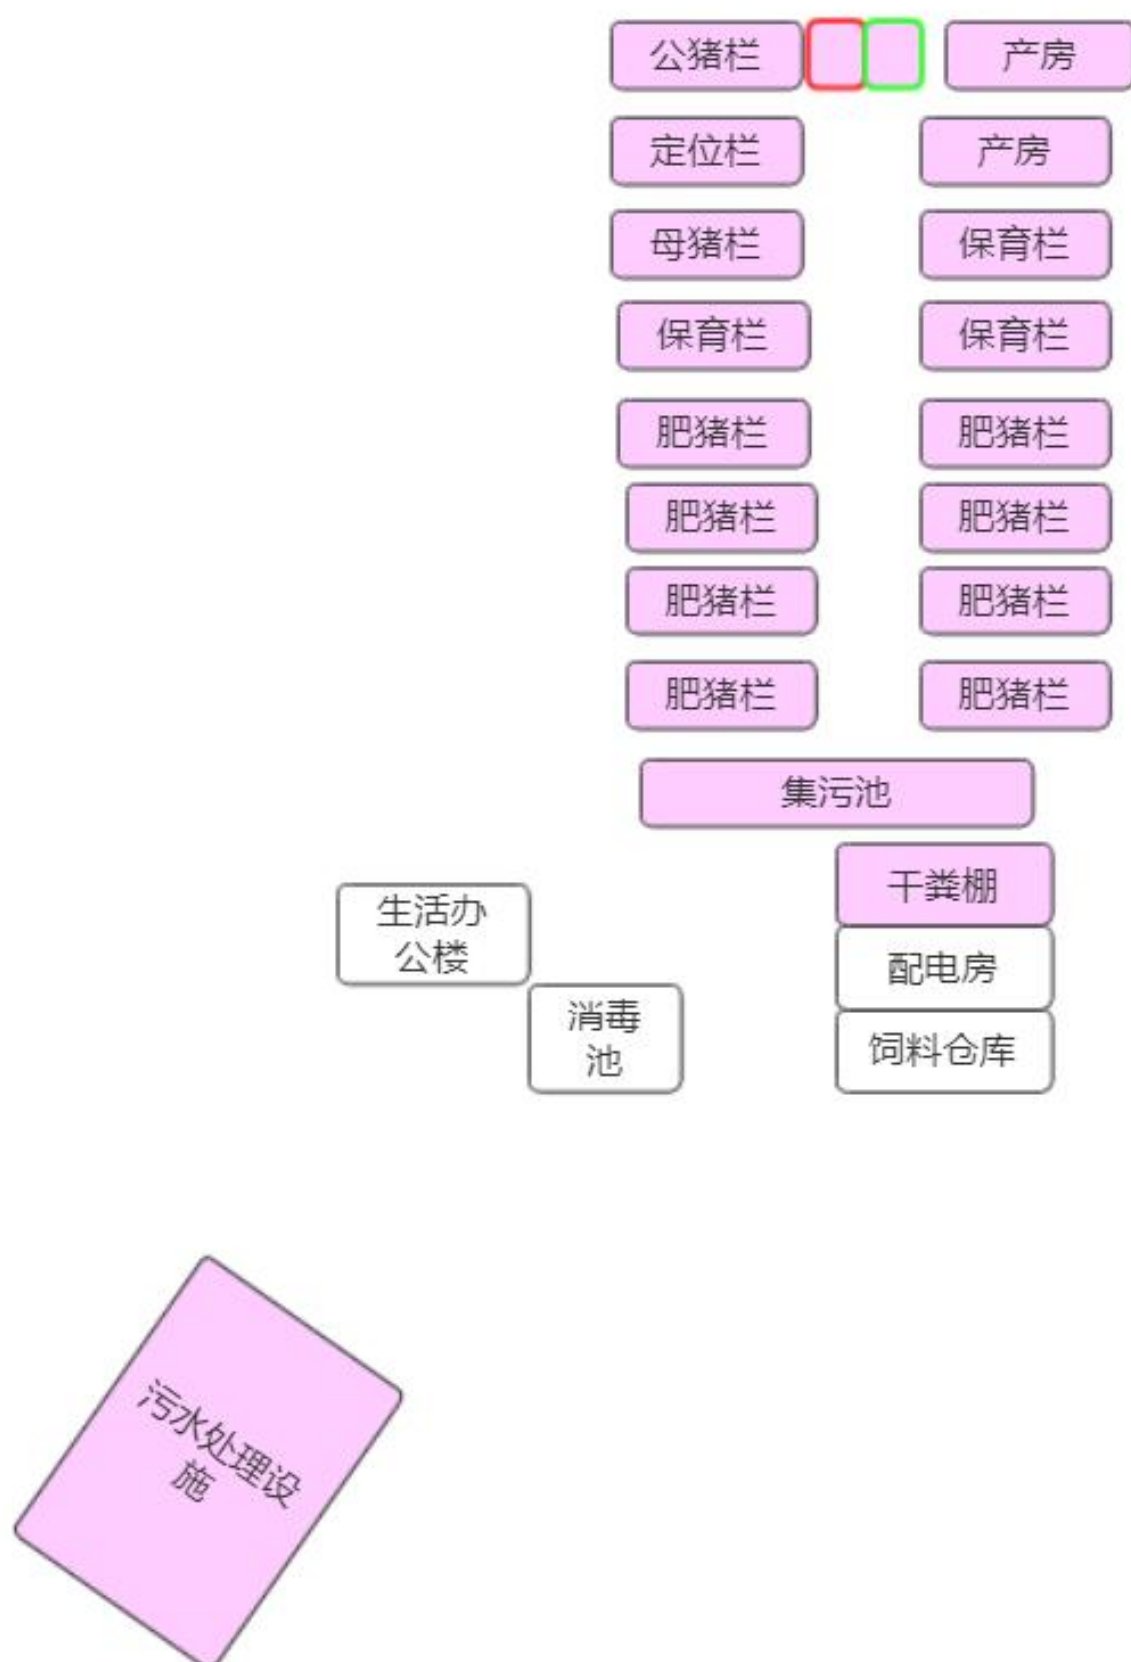 公猪栏
产房
定位栏
产房
母猪栏
保育栏
保育栏
保育栏
肥猪栏
肥猪栏
肥猪栏
肥猪栏
肥猪栏
肥猪栏
肥猪栏
肥猪栏
集污池
干粪棚
生活办
公楼
配电房
消毒
池
饲料仓库
污水处理设
施